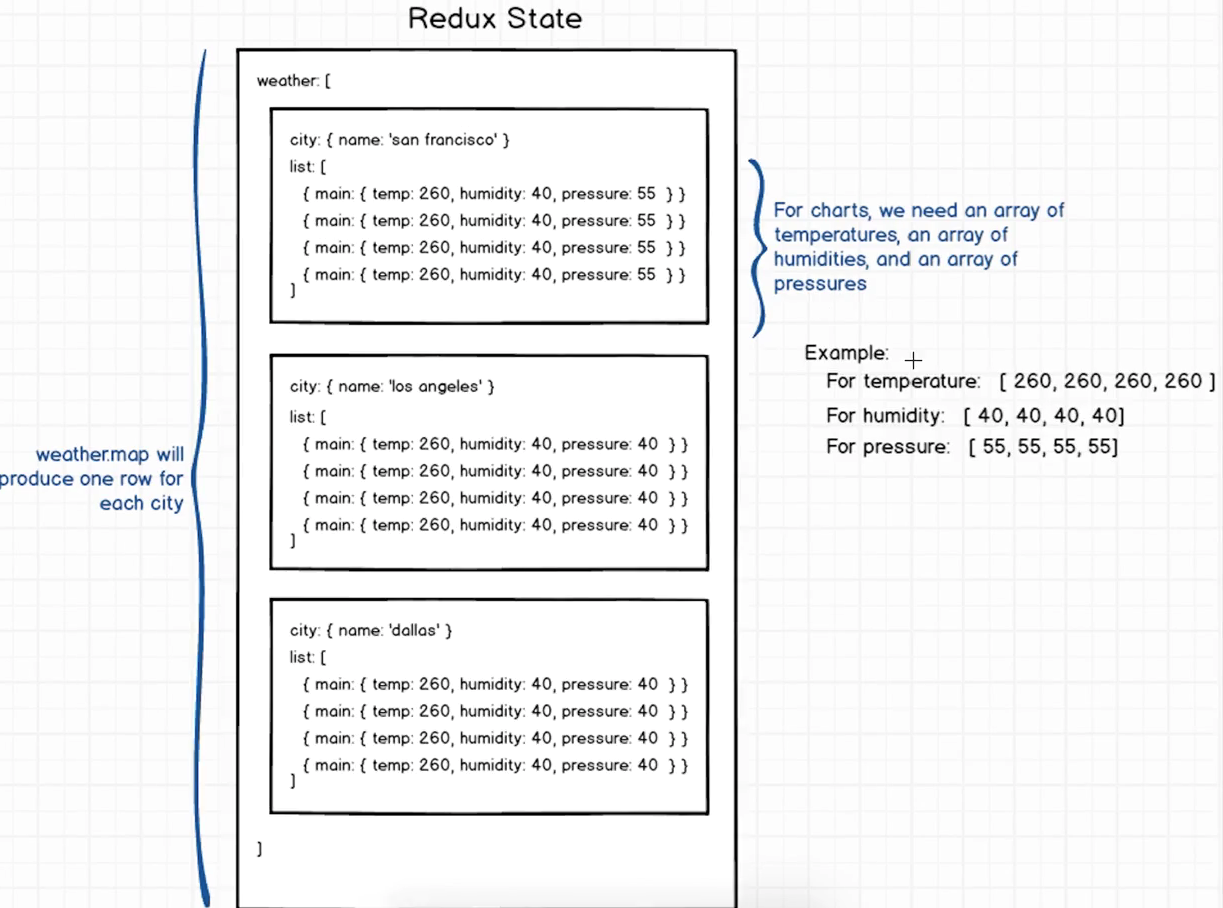 Redux State
weather: [
city: { name: 'san francisco' }
list: [
{ main: { temp: 260, humidity: 40, pressure: 55 } }
{ main: { temp: 260, humidity: 40, pressure: 55 } }
{ main: { temp: 260, humidity: 40, pressure: 55 } }
{ main: { temp: 260, humidity: 40, pressure: 55 } }
]
city: { name: 'los angeles' }
list: [
{ main: { temp: 260, humidity: 40, pressure: 40 } }
{ main: { temp: 260, humidity: 40, pressure: 40 } }
{ main: { temp: 260, humidity: 40, pressure: 40 } }
{ main: { temp: 260, humidity: 40, pressure: 40 } }
]
city: { name: 'dallas' }
list: [
{ main: { temp: 260, humidity: 40, pressure: 40 } }
{ main: { temp: 260, humidity: 40, pressure: 40 } }
{ main: { temp: 260, humidity: 40, pressure: 40 } }
{ main: { temp: 260, humidity: 40, pressure: 40 } }
]
]
weather.map will
produce one row for
each city
For charts, we need an array of
temperatures, an array of
humidities, and an array of
pressures
Example:
For temperature: [ 260, 260, 260, 260 ]
For humidity: [ 40, 40, 40, 40]
For pressure: [ 55, 55, 55, 55]